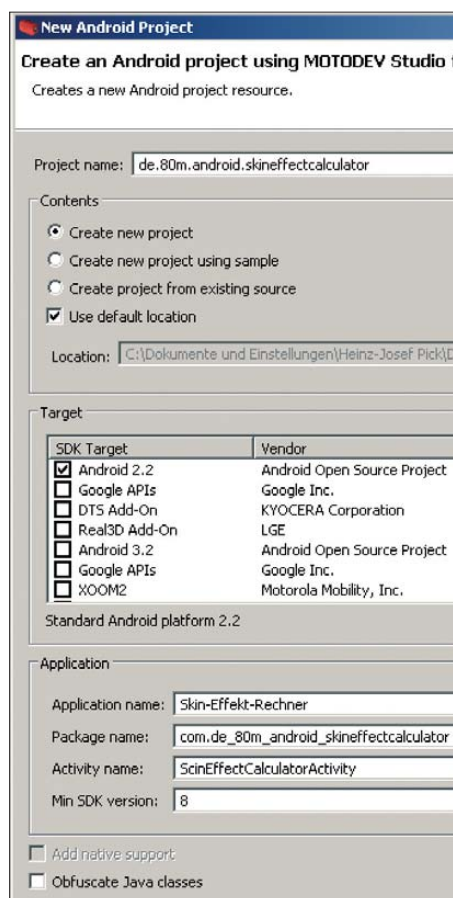 New Android Project
Create an Android project using MOTODEV Studio
Creates a new Android project resource.
Project name: de.80m.android.skineffectcalculator
Contents
Create new project
Create new project using sample
Create project from existing source
Use default location
Location: C:\Dokumente und Einstellungen\Heinz-Josef Pick\D
Target
SDK Target Vendor
Android 2.2 Android Open Source Project
Google APIs Google Inc.
DTS Add-On KYOCERA Corporation
Real3D Add-On LGE
Android 3.2 Android Open Source Project
Google APIs Google Inc.
XOOM2 Motorola Mobility, Inc.
Standard Android platform 2.2
Application
Application name: Skin-Effekt-Rechner
Package name: com.de_80m_android_skineffectcalculator
Activity name: ScinEffectCalculatorActivity
Min SDK version: 8
Add native support
Obfuscate Java classes